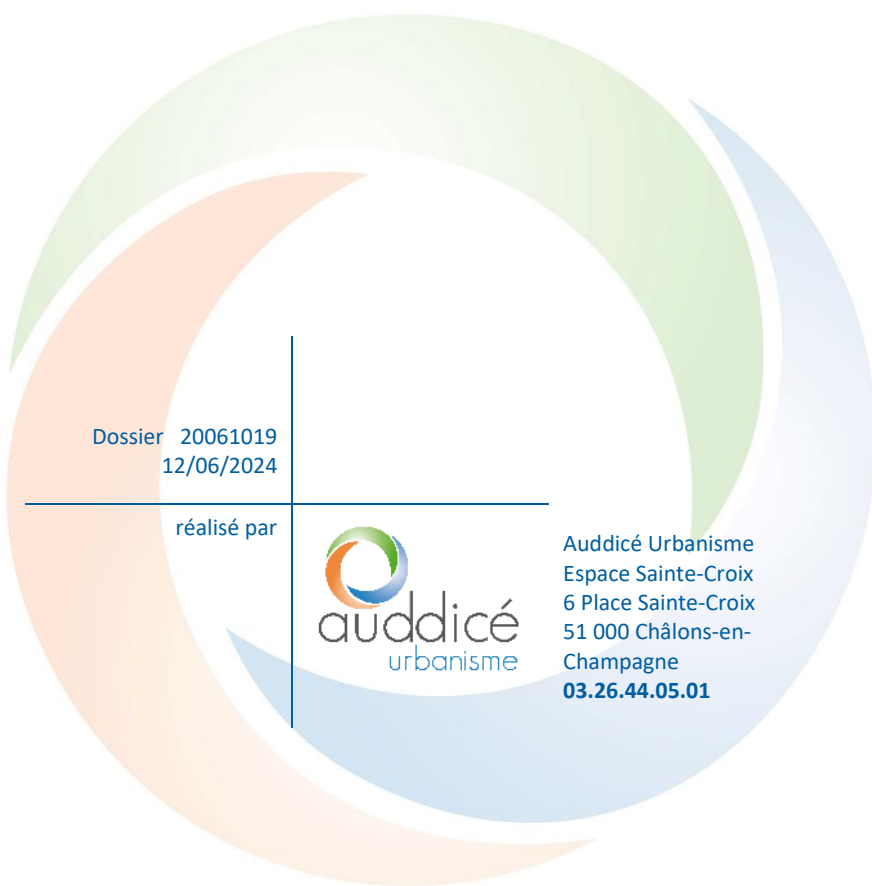 Dossier 20061019
12/06/2024
réalisé par
auddicé
urbanisme
Auddicé Urbanisme
Espace Sainte-Croix
6 Place Sainte-Croix
51 000 Châlons-en-
Champagne
03.26.44.05.01